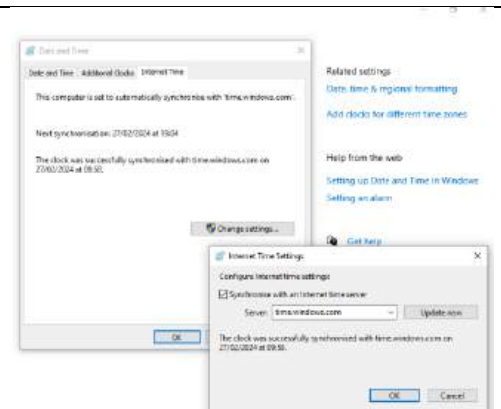 Date and Time
Date and Time Additional Clocks Internet Time
This computer is set to automatically synchronise with 'time.windows.com'.
Next synchronisation: 27/02/2024 at
The clock was successfully synchronised with time.windows.com on
27/02/2024 at 09:59.
Change settings...
OK
Related settings
Date, time & regional formatting
Add clocks for different time zones
Help from the web
Setting up Date and Time in Windows
Setting an alarm
Get help
Internet Time Settings
Configure Internet time settings:
Synchronise with an Internet time server
Server: time.windows.com Update now
The clock was successfully synchronised with time.windows.com on
27/02/2024 at 09:59.
OK Cancel